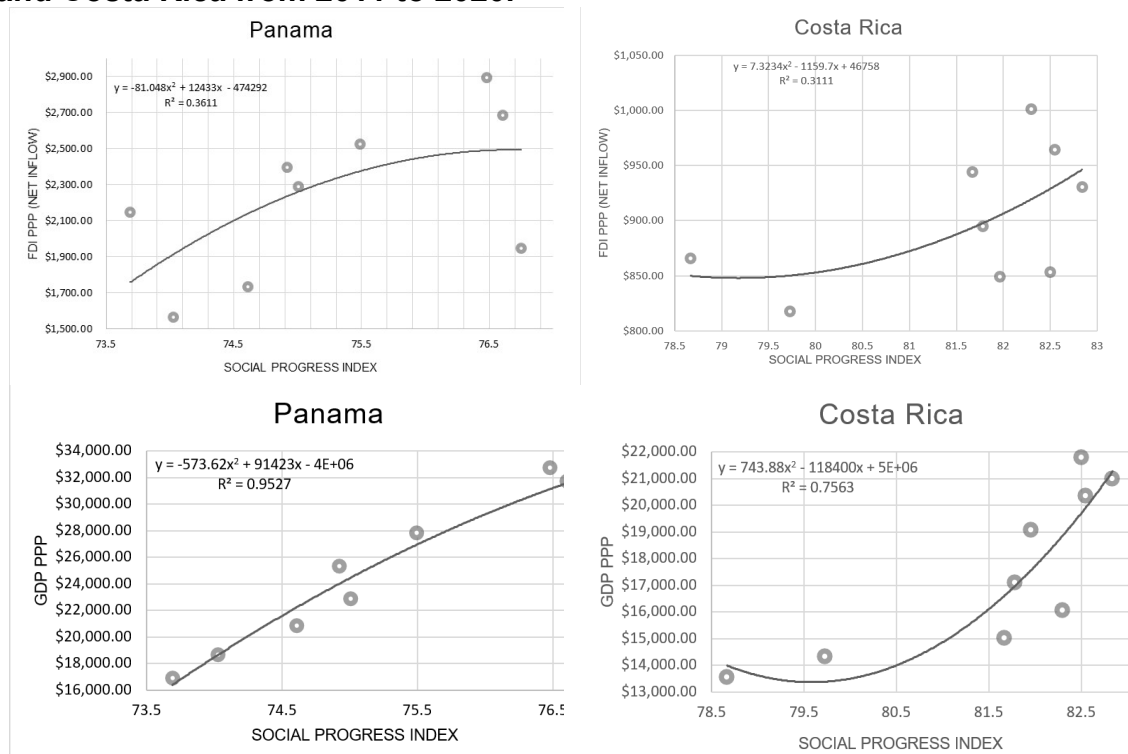 and Costa Rica from 2011 to 2020.
Panama
$2,900.00
$2,700.00
$2,500.00
$2,300.00
$2,100.00
$1,900.00
$1,700.00
$1,500.00
FDI PPP (NET INFLOW)
y = -81.048x² + 12433x - 474292
R² = 0.3611
73.5 74.5 75.5 76.5
SOCIAL PROGRESS INDEX
Costa Rica
$1,050.00
$1,000.00
$950.00
$900.00
$850.00
$800.00
FDI PPP (NET INFLOW)
y = 7.3234x² - 1159.7x + 46758
R² = 0.3111
78.5 79 79.5 80 80.5 81 81.5 82 82.5 83
SOCIAL PROGRESS INDEX
Panama
$34,000.00
$32,000.00
$30,000.00
$28,000.00
$26,000.00
$24,000.00
$22,000.00
$20,000.00
$18,000.00
$16,000.00
GDP PPP
y = -573.62x² + 91423x - 4E+06
R² = 0.9527
73.5 74.5 75.5 76.5
SOCIAL PROGRESS INDEX
Costa Rica
$22,000.00
$21,000.00
$20,000.00
$19,000.00
$18,000.00
$17,000.00
$16,000.00
$15,000.00
$14,000.00
$13,000.00
GDP PPP
y = 743.88x² - 118400x + 5E+06
R² = 0.7563
78.5 79.5 80.5 81.5 82.5
SOCIAL PROGRESS INDEX